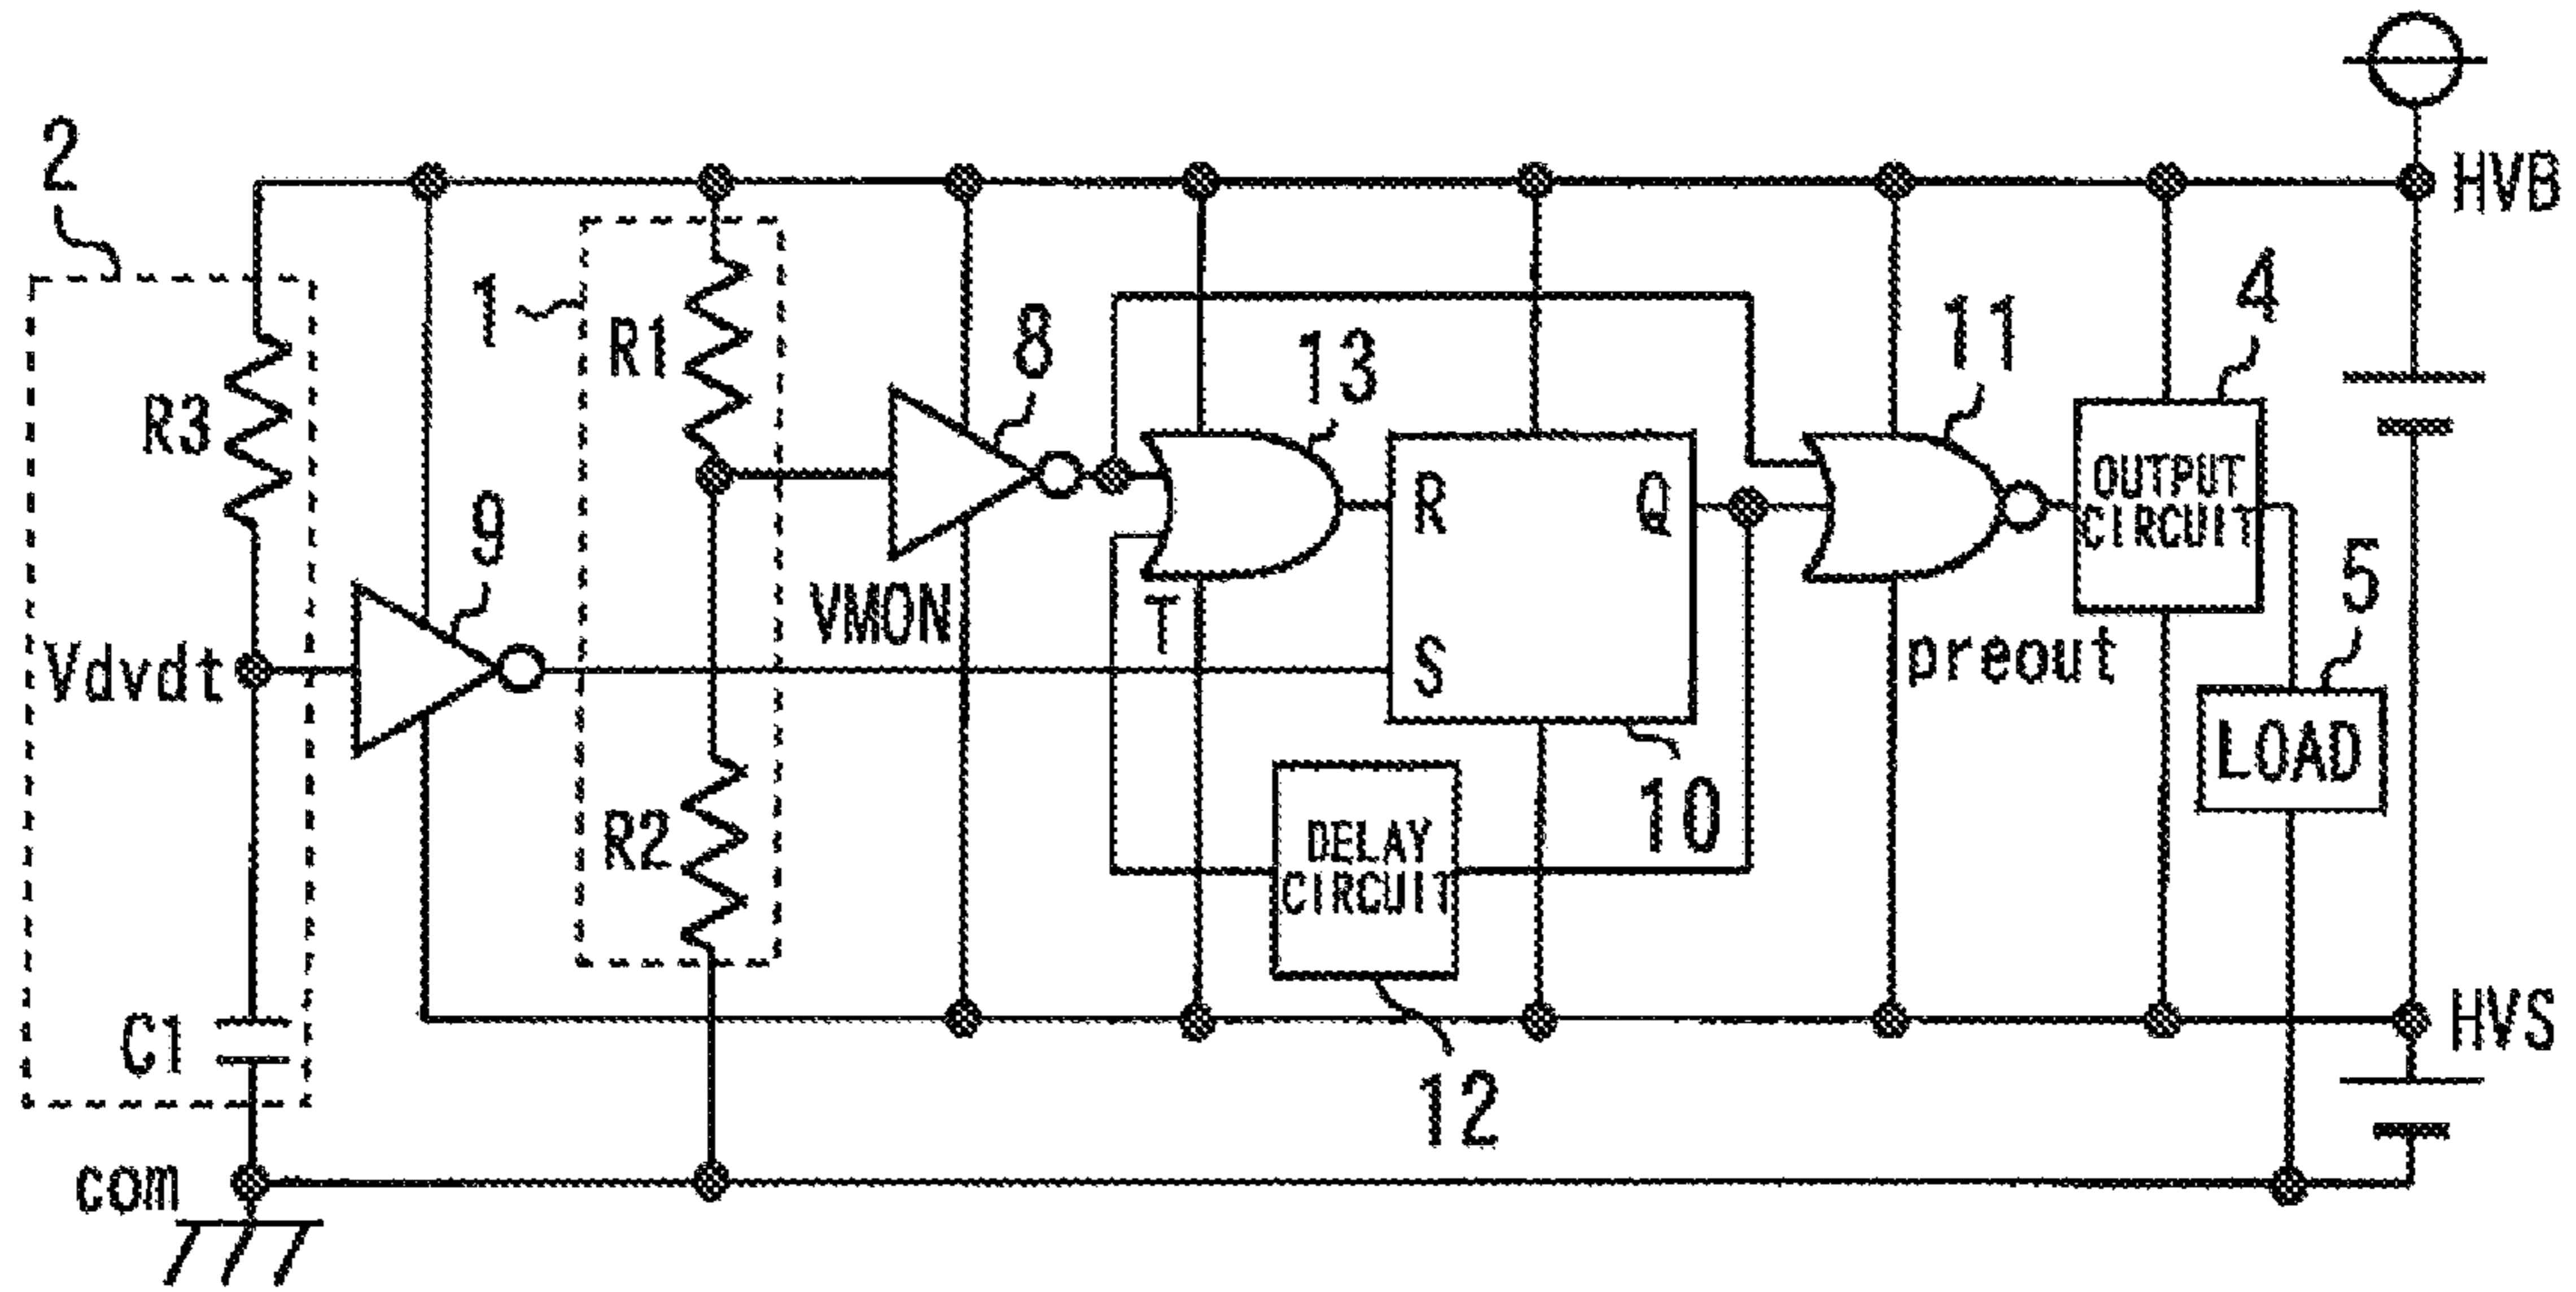 2
HVB
1
4
R1
8
13
11
R3
R
Q
OUTPUT
CIRCUIT
9
5
VMON
T
Vdvdt
S
preout
LOAD
10
R2
DELAY
CIRCUIT
C1
HVS
12
com